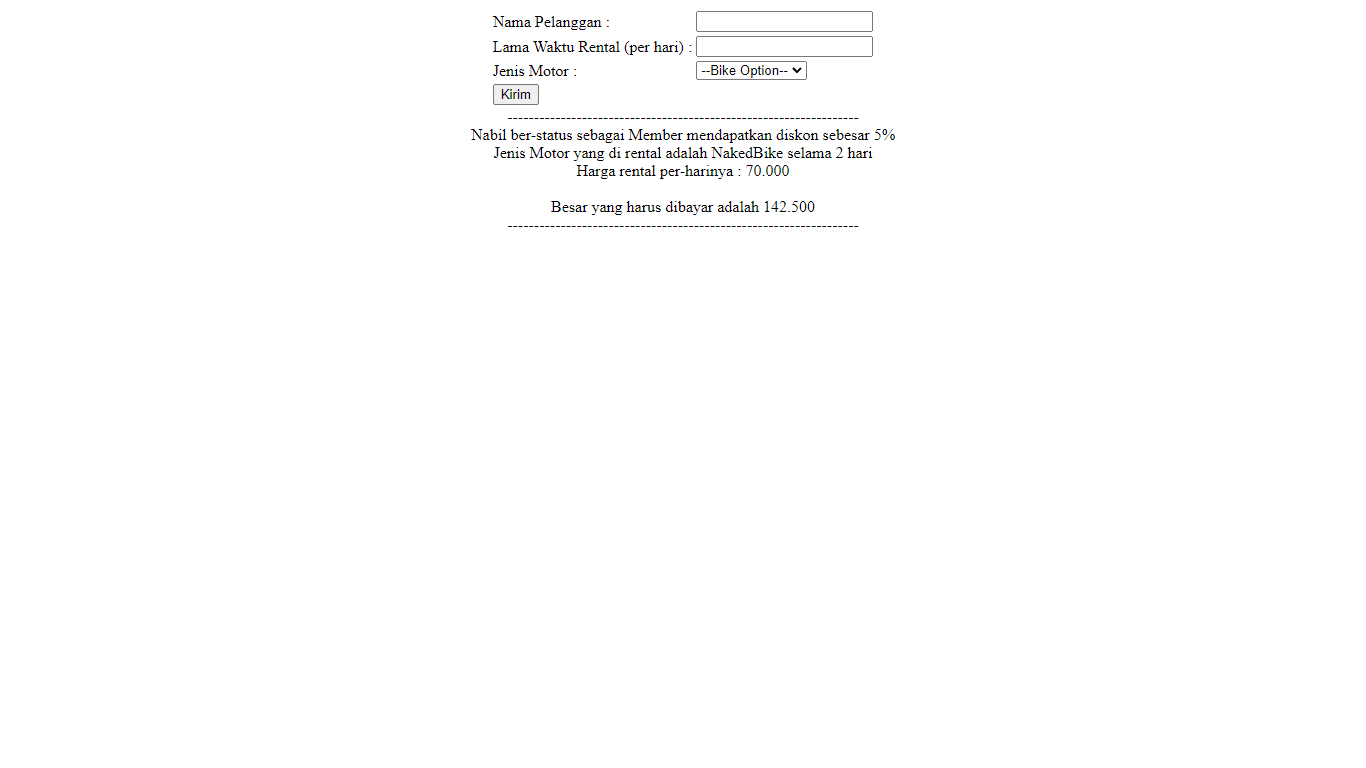 Nama Pelanggan :
Lama Waktu Rental (per hari) :
Jenis Motor : --Bike Option--
Kirim
-----------------------------------------------------------------
Nabil ber-status sebagai Member mendapatkan diskon sebesar 5%
Jenis Motor yang di rental adalah NakedBike selama 2 hari
Harga rental per-harinya : 70.000
Besar yang harus dibayar adalah 142.500
-----------------------------------------------------------------